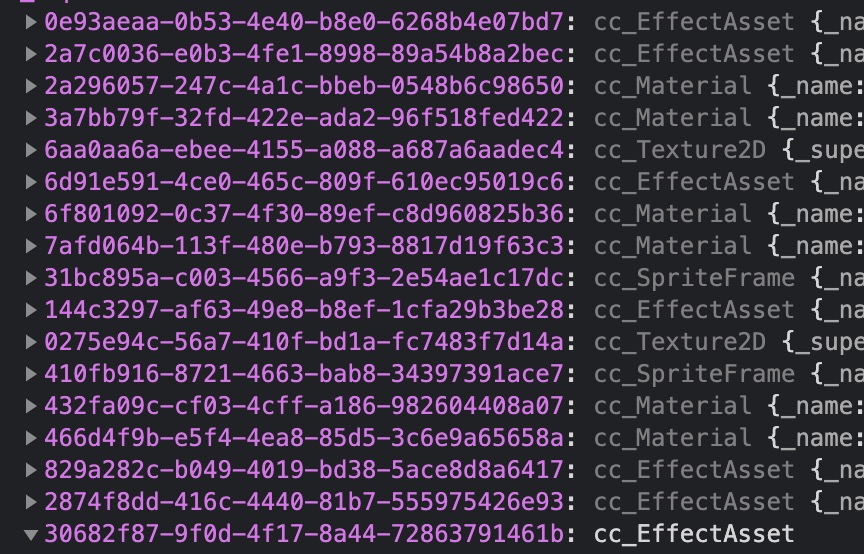 ▶0e93aeaa-0b53-4e40-b8e0-6268b4e07bd7: cc_EffectAsset {_na
▶2a7c0036-e0b3-4fe1-8998-89a54b8a2bec: cc_EffectAsset {_na
▶2a296057-247c-4a1c-bbeb-0548b6c98650: cc_Material {_name:
▶3a7bb79f-32fd-422e-ada2-96f518fed422: cc_Material {_name:
▶6aa0aa6a-ebee-4155-a088-a687a6aadec4: cc_Texture2D {_supe
▶6d91e591-4ce0-465c-809f-610ec95019c6: cc_EffectAsset {_na
▶6f801092-0c37-4f30-89ef-c8d960825b36: cc_Material {_name:
▶7afd064b-113f-480e-b793-8817d19f63c3: cc_Material {_name:
▶31bc895a-c003-4566-a9f3-2e54ae1c17dc: cc_SpriteFrame {_na
▶144c3297-af63-49e8-b8ef-1cfa29b3be28: cc_EffectAsset {_na
▶0275e94c-56a7-410f-bd1a-fc7483f7d14a: cc_Texture2D {_supe
▶410fb916-8721-4663-bab8-34397391ace7: cc_SpriteFrame {_na
▶432fa09c-cf03-4cff-a186-982604408a07: cc_Material {_name:
▶466d4f9b-e5f4-4ea8-85d5-3c6e9a65658a: cc_Material {_name:
▶829a282c-b049-4019-bd38-5ace8d8a6417: cc_EffectAsset {_na
▶2874f8dd-416c-4440-81b7-555975426e93: cc_EffectAsset {_na
▼30682f87-9f0d-4f17-8a44-72863791461b: cc_EffectAsset